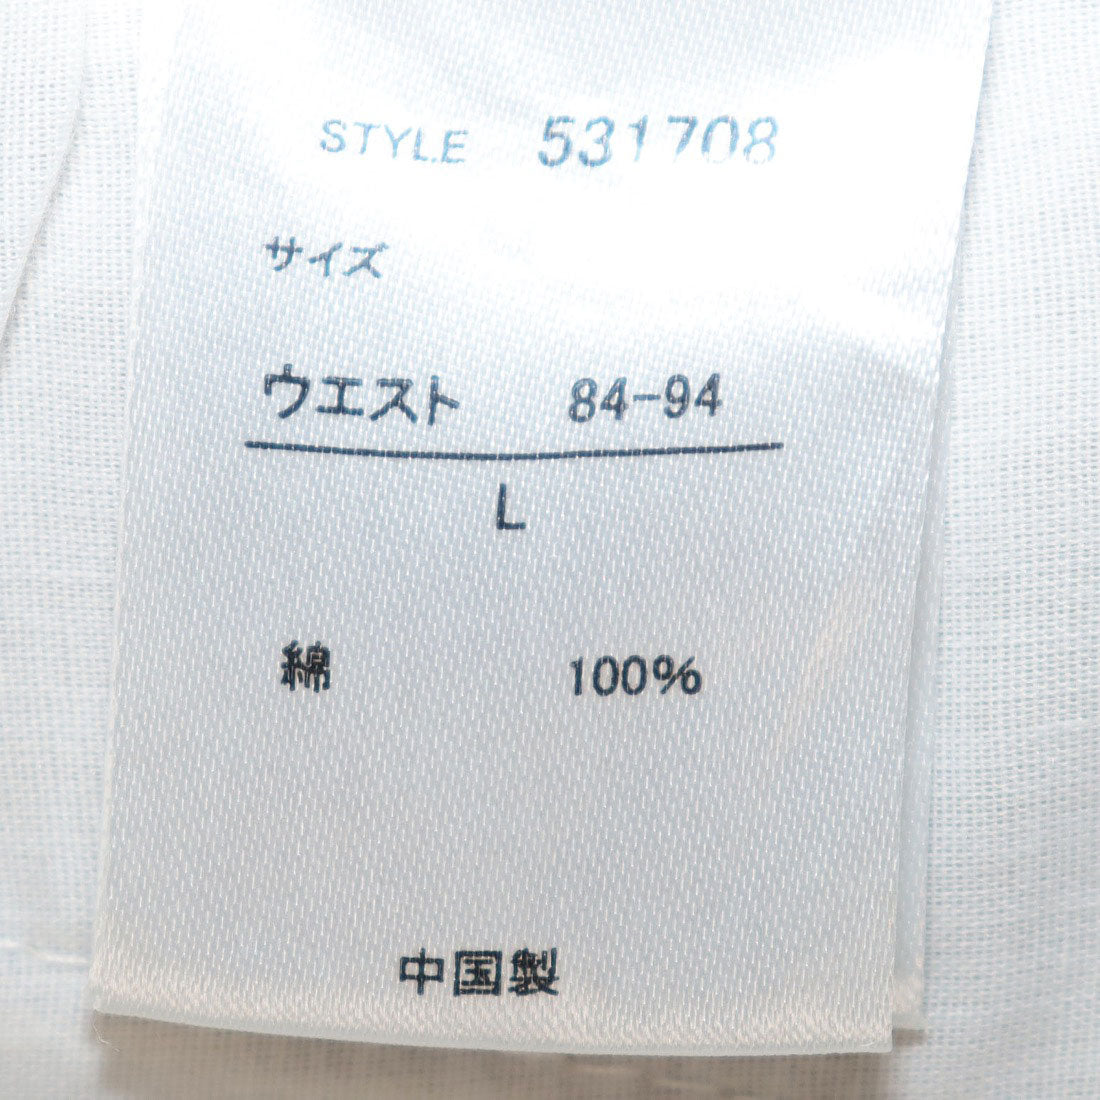 STYLE 531708
サイズ
ウエスト 84-94
L
綿 100%
中国製